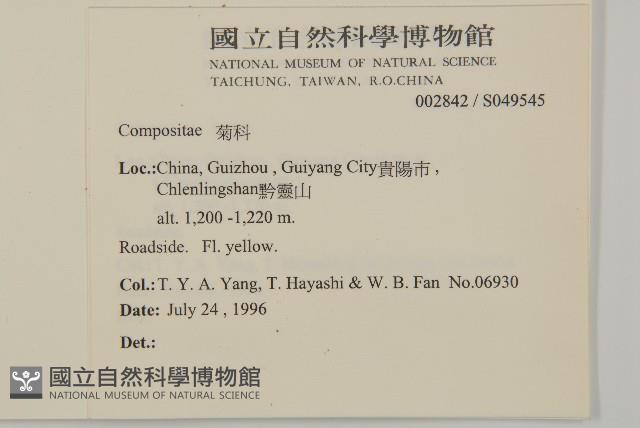 國立自然科學博物館
NATIONAL MUSEUM OF NATURAL SCIENCE
TAICHUNG, TAIWAN, R.O.CHINA
002842 / S049545
Compositae 菊科
Loc.:China, Guizhou , Guiyang City貴陽市 ,
Chlenlingshan黔靈山
alt. 1,200 -1,220 m.
Roadside. Fl. yellow.
Col.: T. Y. A. Yang, T. Hayashi & W. B. Fan No.06930
Date: July 24 , 1996
Det.:
國立自然科學博物館
NATIONAL MUSEUM OF NATURAL SCIENCE